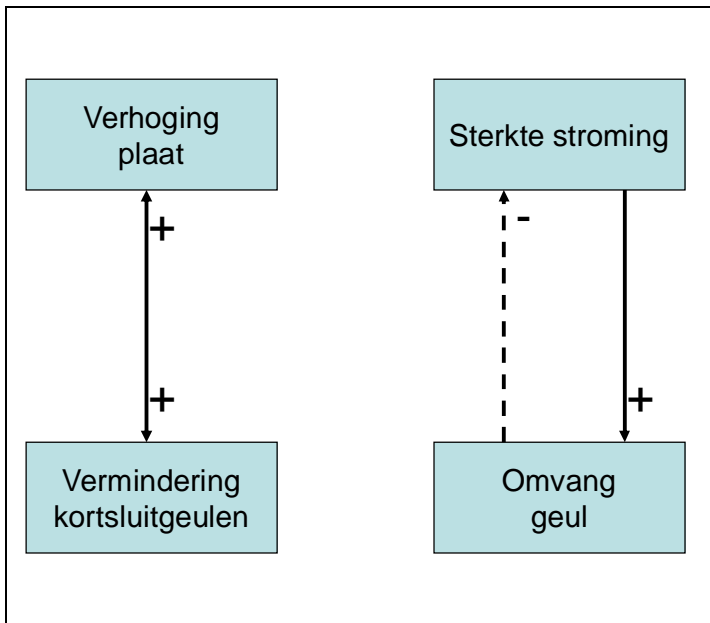 Verhoging
plaat
Sterkte stroming
+
-
+
+
Vermindering
kortsluitgeulen
Omvang
geul